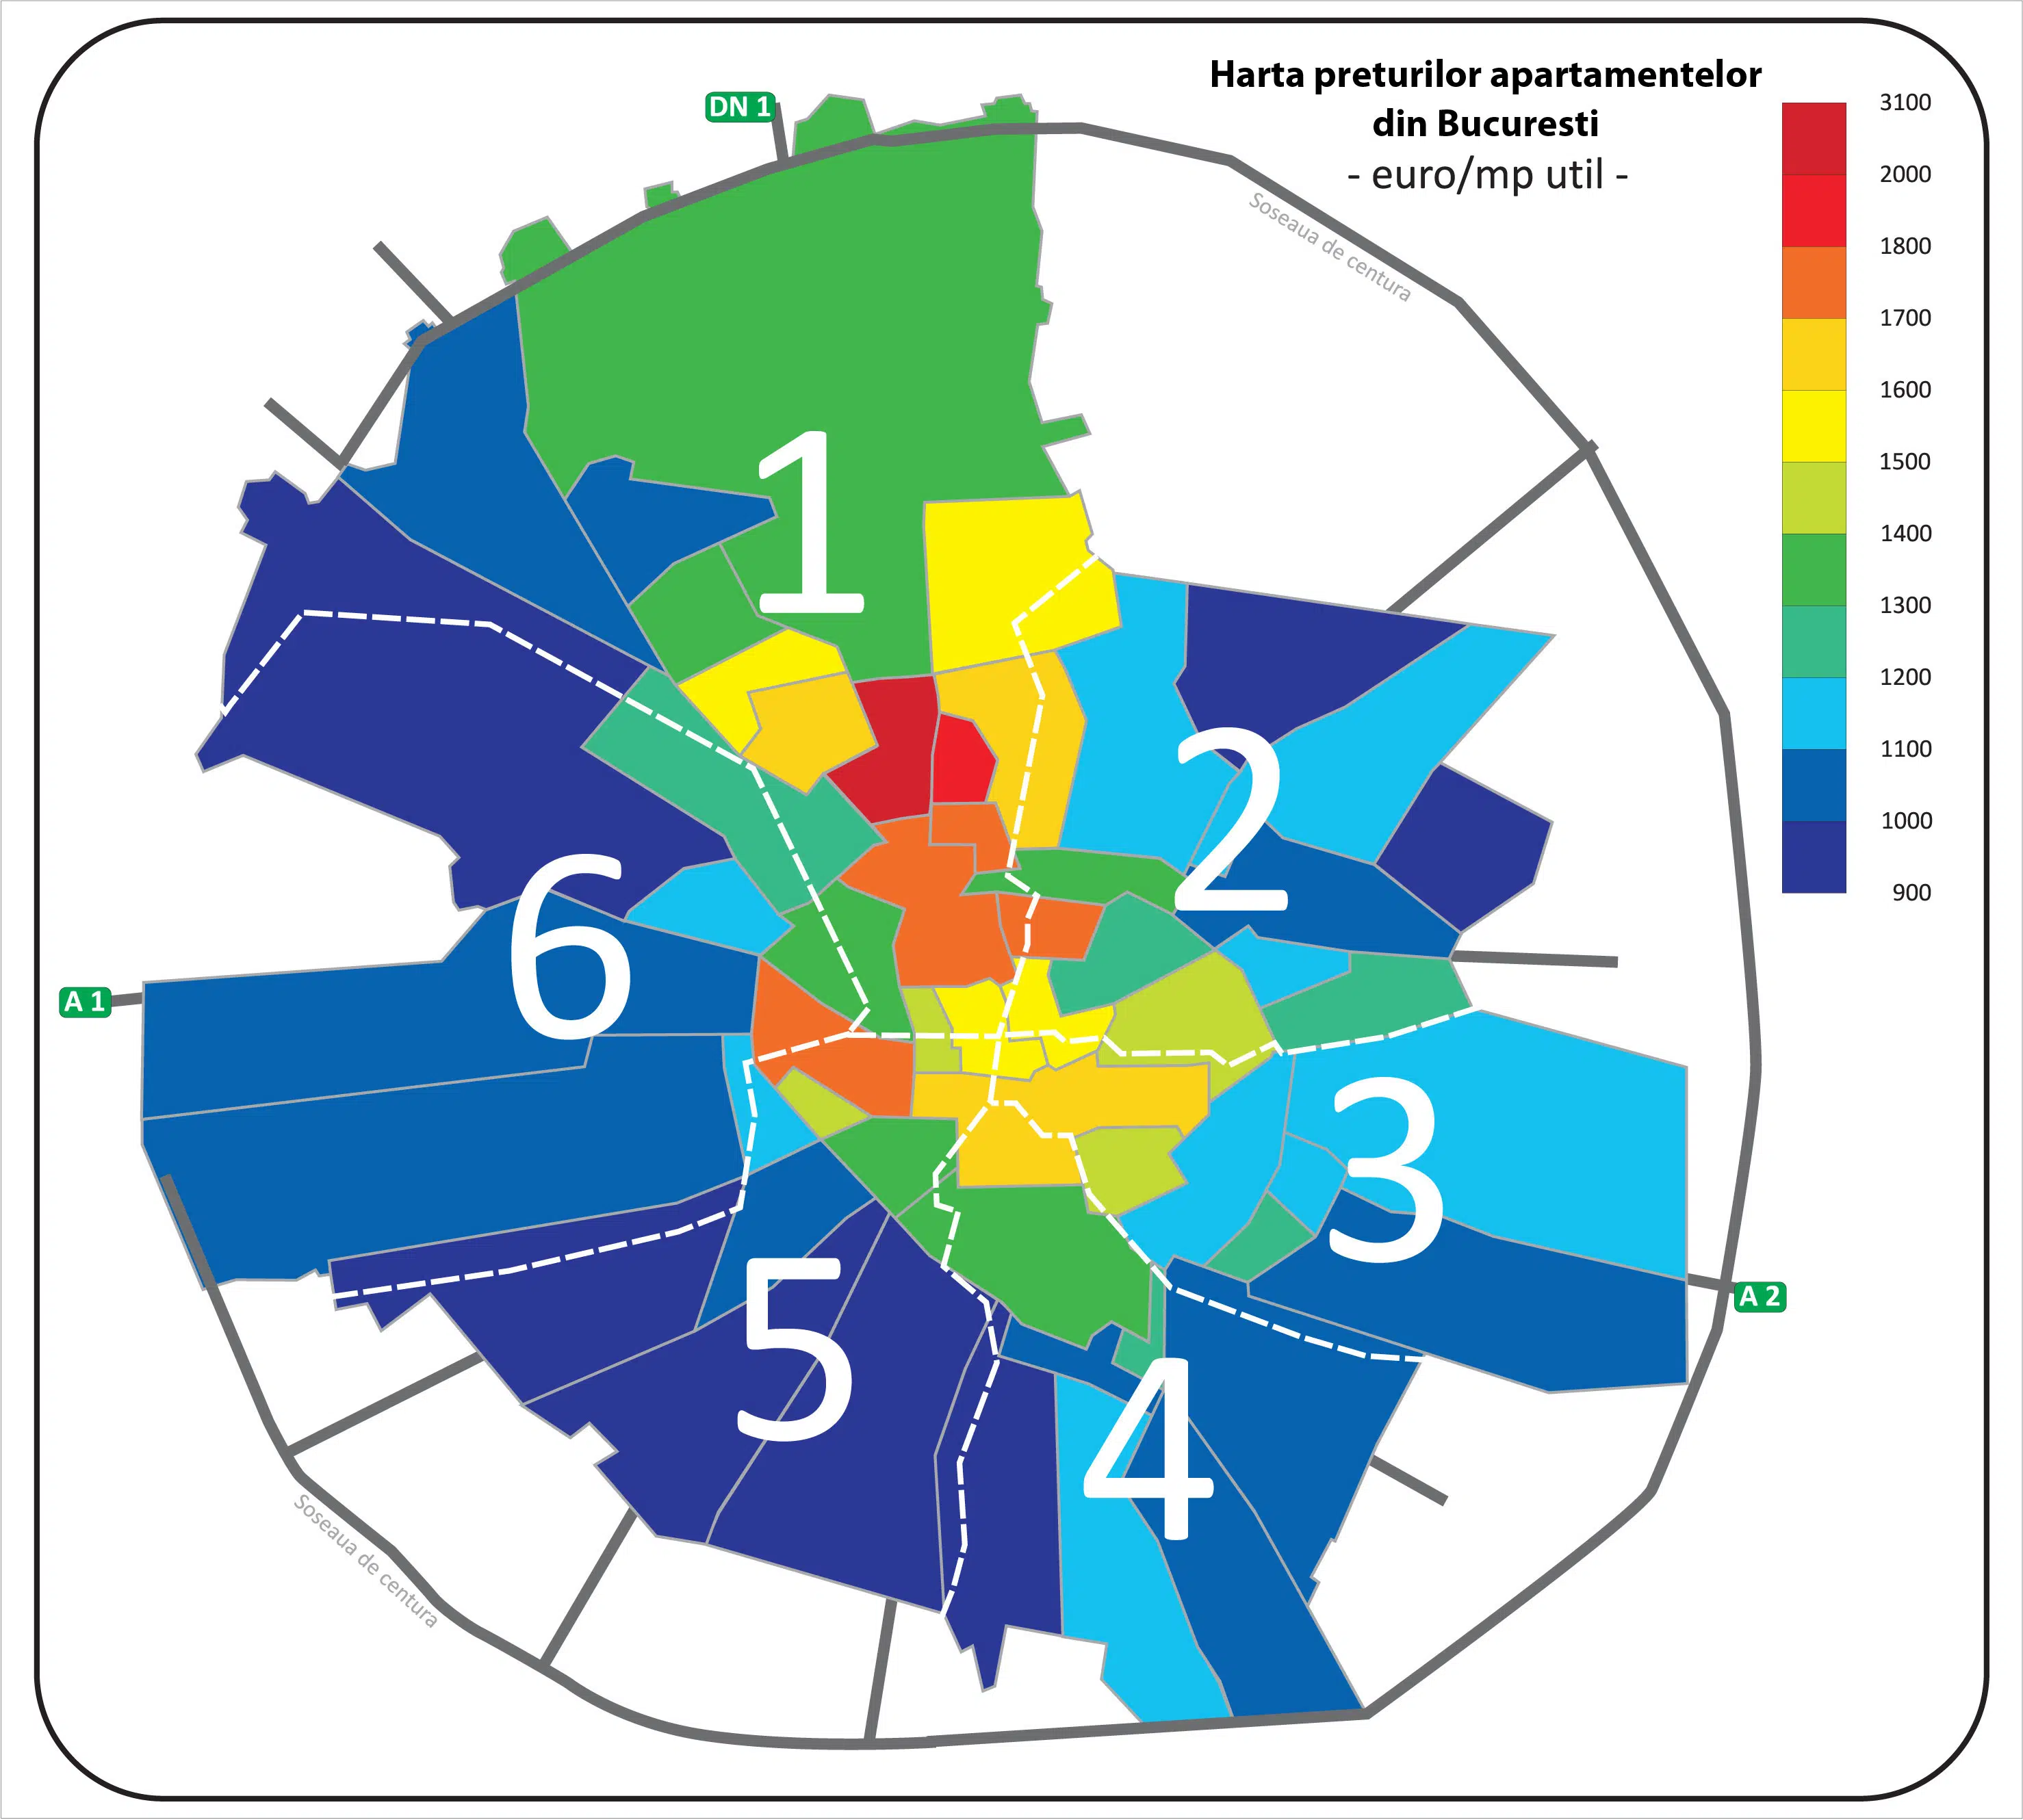 Harta preturilor apartamentelor
din Bucuresti
- euro/mp util -
3100
2000
1800
1700
1600
1500
1400
1300
1200
1100
1000
900
DN 1
Soseaua de centura
1
2
6
A 1
3
A 2
5
4
Soseaua de centura